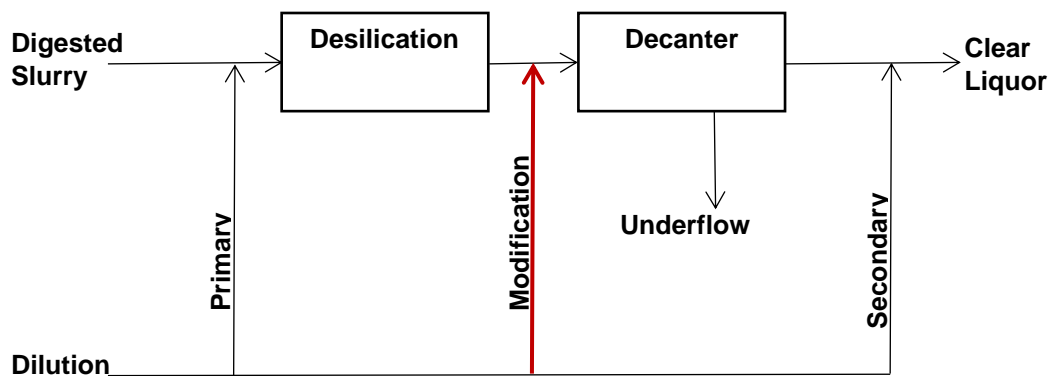 Digested
Slurry
Desilication
Decanter
Clear
Liquor
Primary
Modification
Underflow
Secondary
Dilution